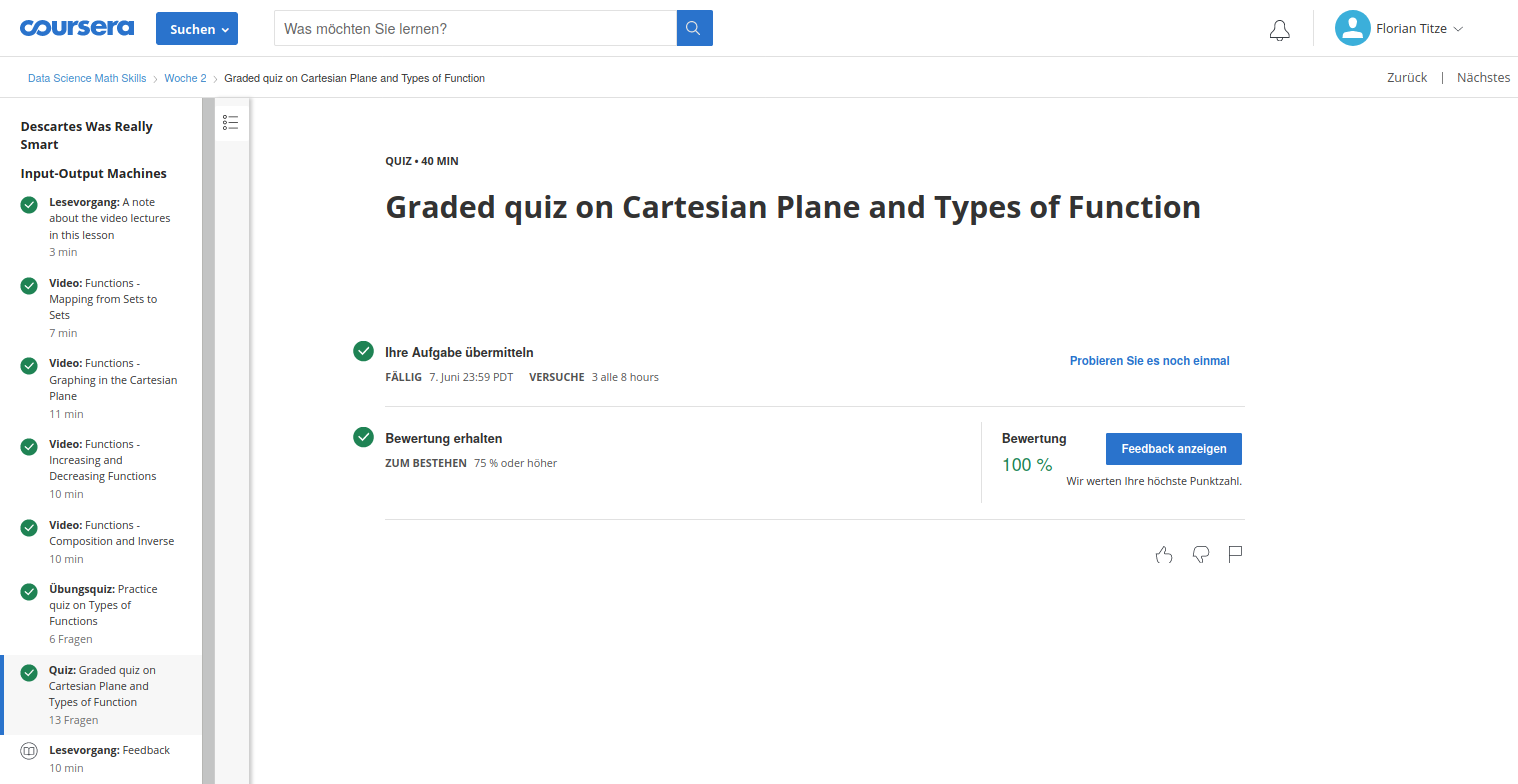 coursera
Suchen
Was möchten Sie lernen?
Florian Titze
Data Science Math Skills
Woche 2
Graded quiz on Cartesian Plane and Types of Function
Zurück | Nächstes
Descartes Was Really
Smart
Input-Output Machines
Lesevorgang: A note
about the video lectures
in this lesson
3 min
Video: Functions -
Mapping from Sets to
Sets
7 min
Video: Functions -
Graphing in the Cartesian
Plane
11 min
Video: Functions -
Increasing and
Decreasing Functions
10 min
Video: Functions -
Composition and Inverse
10 min
Übungsquiz: Practice
quiz on Types of
Functions
6 Fragen
Quiz: Graded quiz on
Cartesian Plane and
Types of Function
13 Fragen
Lesevorgang: Feedback
10 min
QUIZ • 40 MIN
Graded quiz on Cartesian Plane and Types of Function
Ihre Aufgabe übermitteln
FÄLLIG 7. Juni 23:59 PDT VERSUCHE 3 alle 8 hours
Probieren Sie es noch einmal
Bewertung erhalten
ZUM BESTEHEN 75 % oder höher
Bewertung
100 %
Feedback anzeigen
Wir werten Ihre höchste Punktzahl.